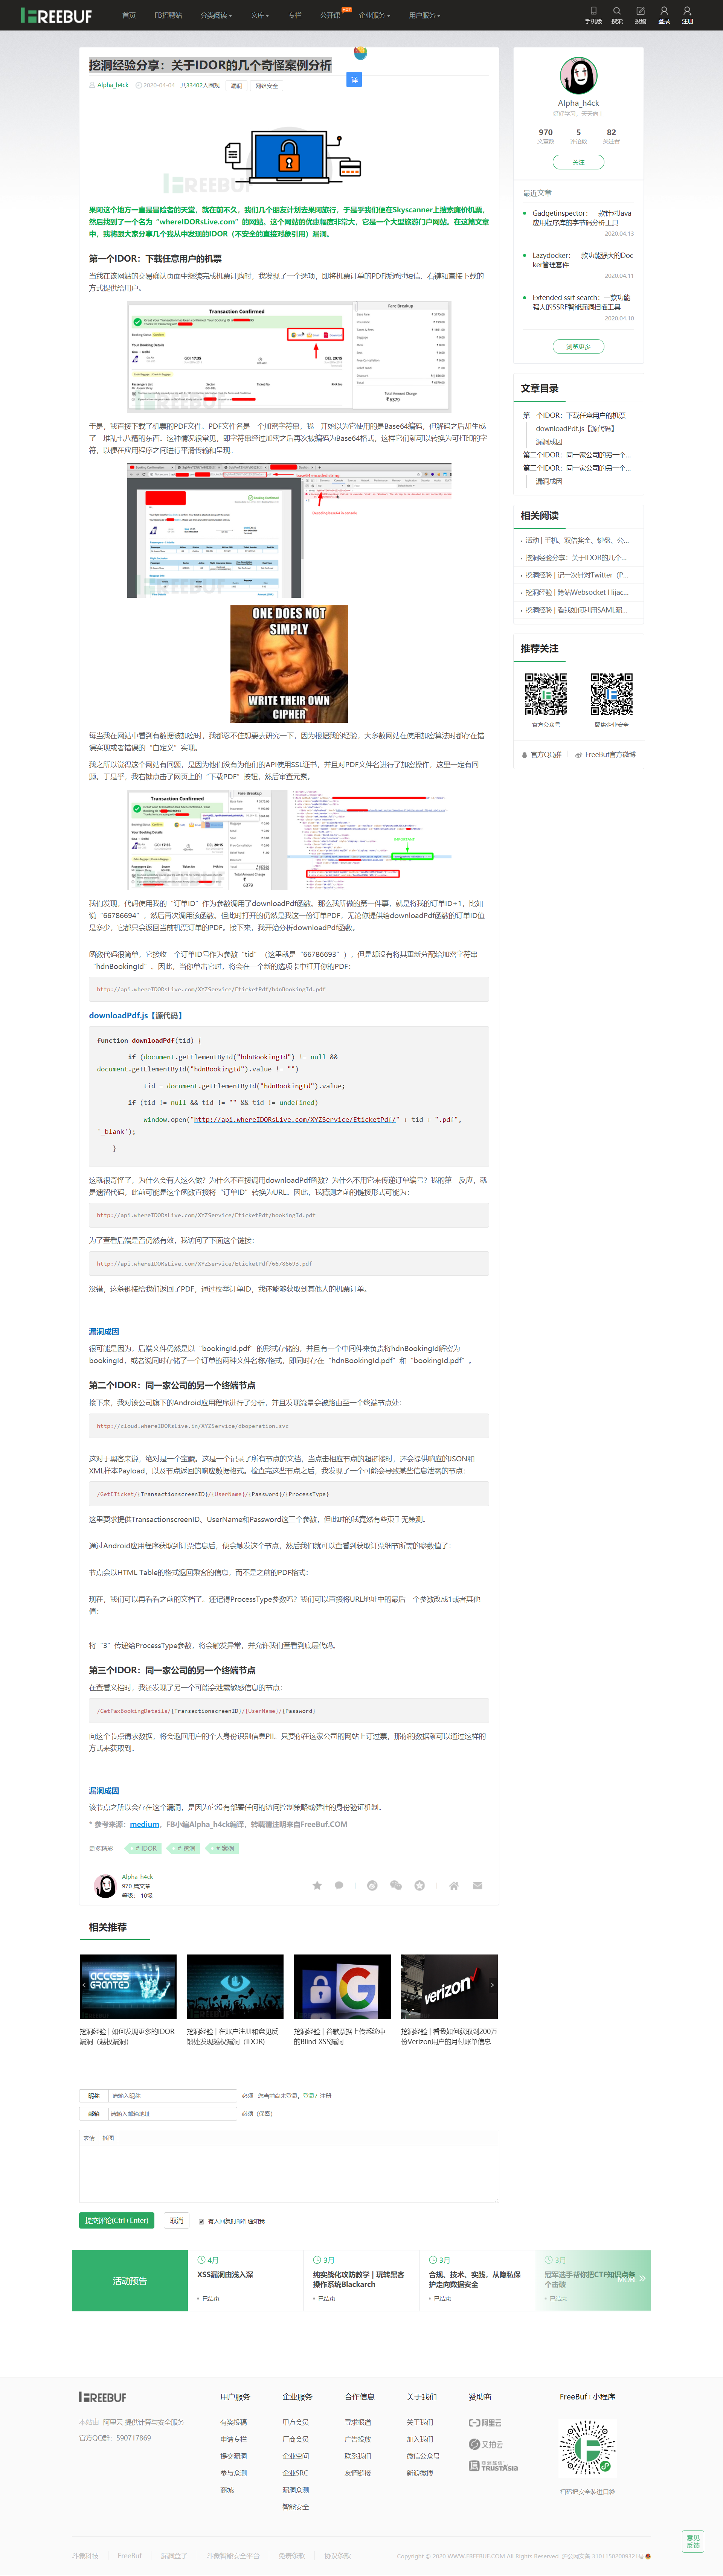 FREEBUF
首页
FB招聘站
分类阅读
文库
专栏
公开课
企业服务
用户服务
手机版
搜索
投稿
登录
注册
挖洞经验分享：关于IDOR的几个奇怪案例分析
Alpha_h4ck
2020-04-04
共33402人围观
漏洞
网络安全
译
果阿这个地方一直是冒险者的天堂，就在前不久，我们几个朋友计划去果阿旅行，于是乎我们便在Skyscanner上搜索廉价机票，
然后找到了一个名为“whereIDORsLive.com”的网站，这个网站的优惠幅度非常大，它是一个大型旅游门户网站。在这篇文章
中，我将跟大家分享几个我从中发现的IDOR（不安全的直接对象引用）漏洞。
第一个IDOR：下载任意用户的机票
当我在该网站的交易确认页面中继续完成机票订购时，我发现了一个选项，即将机票订单的PDF版通过短信、右键和直接下载的
方式提供给用户。
Transaction Confirmed
Fare Breakup
于是，我直接下载了机票的PDF文件。PDF文件名是一个加密字符串，我一开始以为它使用的是Base64编码，但解码之后却生成
了一堆乱七八糟的东西。这种情况很常见，即字符串经过加密之后再次被编码为Base64格式，这样它们就可以转换为可打印的字
符，以便在应用程序之间进行平滑传输和呈现。
ONE DOES NOT
SIMPLY
WRITE THEIR OWN
CIPHER
每当我在网站中看到有数据被加密时，我都忍不住想要去研究一下，因为根据我的经验，大多数网站在使用加密算法时都存在错
误实现或者错误的“自定义”实现。
我之所以觉得这个网站有问题，是因为他们没有为他们的API使用SSL证书，并且对PDF文件名进行了加密操作，这里一定有问
题。于是乎，我右键点击了网页上的“下载PDF”按钮，然后审查元素。
我们发现，代码使用我的“订单ID”作为参数调用了downloadPdf函数。那么我所做的第一件事，就是将我的订单ID+1，比如
说“66786694”，然后再次调用该函数。但此时打开的仍然是我这一份订单PDF，无论你提供给downloadPdf函数的订单ID值
是多少，它都只会返回当前机票订单的PDF。接下来，我开始分析downloadPdf函数。
函数代码很简单，它接收一个订单ID号作为参数“tid”（这里就是“66786693”），但是却没有将其重新分配给加密字符串
“hdnBookingId”。因此，当你单击它时，将会在一个新的选项卡中打开你的PDF：
http://api.whereIDORsLive.com/XYZService/EticketPdf/hdnBookingId.pdf
downloadPdf.js【源代码】
function downloadPdf(tid) {
if (document.getElementById("hdnBookingId") != null &&
document.getElementById("hdnBookingId").value != "")
tid = document.getElementById("hdnBookingId").value;
if (tid != null && tid != "" && tid != undefined)
window.open("http://api.whereIDORsLive.com/XYZService/EticketPdf/" + tid + ".pdf",
'_blank');
}
这就很奇怪了，为什么会有人这么做？为什么不直接调用downloadPdf函数？为什么不用它来传递订单编号？我的第一反应，就
是遗留代码，此前可能是这个函数直接将“订单ID”转换为URL。因此，我猜测之前的链接形式可能为：
http://api.whereIDORsLive.com/XYZService/EticketPdf/bookingId.pdf
为了查看后端是否仍然有效，我访问了下面这个链接：
http://api.whereIDORsLive.com/XYZService/EticketPdf/66786693.pdf
没错，这条链接给我们返回了PDF，通过枚举订单ID，我还能够获取到其他人的机票订单。
漏洞成因
很可能是因为，后端文件仍然是以“bookingId.pdf”的形式存储的，并且有一个中间件来负责将hdnBookingId解密为
bookingID，或者说同时存储了一个订单的两种文件名称/格式，即同时存在“hdnBookingId.pdf”和“bookingId.pdf”。
第二个IDOR：同一家公司的另一个终端节点
接下来，我对该公司旗下的Android应用程序进行了分析，并且发现流量会被路由至一个终端节点处：
http://cloud.whereIDORsLive.in/XYZService/dboperation.svc
这对于黑客来说，绝对是一个宝藏。这是一个记录了所有节点的文档，当点击相应节点的超链接时，还会提供响应的JSON和
XML样本Payload，以及节点返回的响应数据格式。检查完这些节点之后，我发现了一个可能会导致某些信息泄露的节点：
/GetETicket/{TransactionscreenID}/{UserName}/{Password}/{ProcessType}
这里要求提供TransactionscreenID、UserName和Password这三个参数，但此时的我竟然有些束手无策测。
通过Android应用程序获取到订票信息后，便会触发这个节点，然后我们就可以查看到获取订票细节所需的参数值了：
节点会以HTML Table的格式返回乘客的信息，而不是之前的PDF格式：
现在，我们可以再看看之前的文档了。还记得ProcessType参数吗？我们可以直接将URL地址中的最后一个参数改成1或者其他
值：
将“3”传递给ProcessType参数，将会触发异常，并允许我们查看到底层代码。
第三个IDOR：同一家公司的另一个终端节点
在查看文档时，我还发现了另一个可能会泄露敏感信息的节点：
/GetPaxBookingDetails/{TransactionscreenID}/{UserName}/{Password}
向这个节点请求数据，将会返回用户的个人身份识别信息PII。只要你在这家公司的网站上订过票，那你的数据就可以通过这样的
方式来获取到。
漏洞成因
该节点之所以会存在这个漏洞，是因为它没有部署任何的访问控制策略或健壮的身份验证机制。
* 参考来源：medium，FB小编Alpha_h4ck编译，转载请注明来自FreeBuf.COM
更多精彩
# IDOR
# 挖洞
# 案例
Alpha_h4ck
970 篇文章
等级： 10级
相关推荐
ACCESS
GRANTED
verizon
挖洞经验 | 如何发现更多的IDOR
漏洞（越权漏洞）
挖洞经验 | 在账户注册和意见反
馈处发现越权漏洞（IDOR）
挖洞经验 | 谷歌票据上传系统中
的Blind XSS漏洞
挖洞经验 | 看我如何获取到200万
份Verizon用户的月付账单信息
昵称
请输入昵称
必须 您当前尚未登录。登录？注册
邮箱
请输入邮箱地址
必须（保密）
表情
插图
提交评论(Ctrl+Enter)
取消
有人回复时邮件通知我
活动预告
4月
XSS漏洞由浅入深
已结束
3月
纯实战化攻防教学 | 玩转黑客
操作系统Blackarch
已结束
3月
合规、技术、实践，从隐私保
护走向数据安全
已结束
3月
冠军选手帮你把CTF知识点各
个击破
已结束
Alpha_h4ck
好好学习，天天向上
970
文章数
5
评论数
82
关注者
关注
最近文章
Gadgetinspector：一款针对Java
应用程序库的字节码分析工具
2020.04.13
Lazydocker：一款功能强大的Doc
ker管理套件
2020.04.11
Extended ssrf search：一款功能
强大的SSRF智能漏洞扫描工具
2020.04.10
浏览更多
文章目录
第一个IDOR：下载任意用户的机票
downloadPdf.js【源代码】
漏洞成因
第二个IDOR：同一家公司的另一个...
第三个IDOR：同一家公司的另一个...
漏洞成因
相关阅读
活动 | 手机、双倍奖金、键盘、公...
挖洞经验分享：关于IDOR的几个...
挖洞经验 | 记一次针对Twitter（P...
挖洞经验 | 跨站Websocket Hijac...
挖洞经验 | 看我如何利用SAML漏...
推荐关注
官方公众号
聚焦企业安全
官方QQ群
FreeBuf官方微博
FREEBUF
本站由 阿里云 提供计算与安全服务
官方QQ群：590717869
用户服务
有奖投稿
申请专栏
提交漏洞
参与众测
商城
企业服务
甲方会员
厂商会员
企业空间
企业SRC
漏洞众测
智能安全
合作信息
寻求报道
广告投放
联系我们
友情链接
关于我们
关于我们
加入我们
微信公众号
新浪微博
赞助商
阿里云
又拍云
TRUSTASIA
FreeBuf+小程序
扫码把安全装进口袋
意见
反馈
斗象科技
FreeBuf
漏洞盒子
斗象智能安全平台
免责条款
协议条款
Copyright © 2020 WWW.FREEBUF.COM All Rights Reserved 沪公网安备 31011502009321号